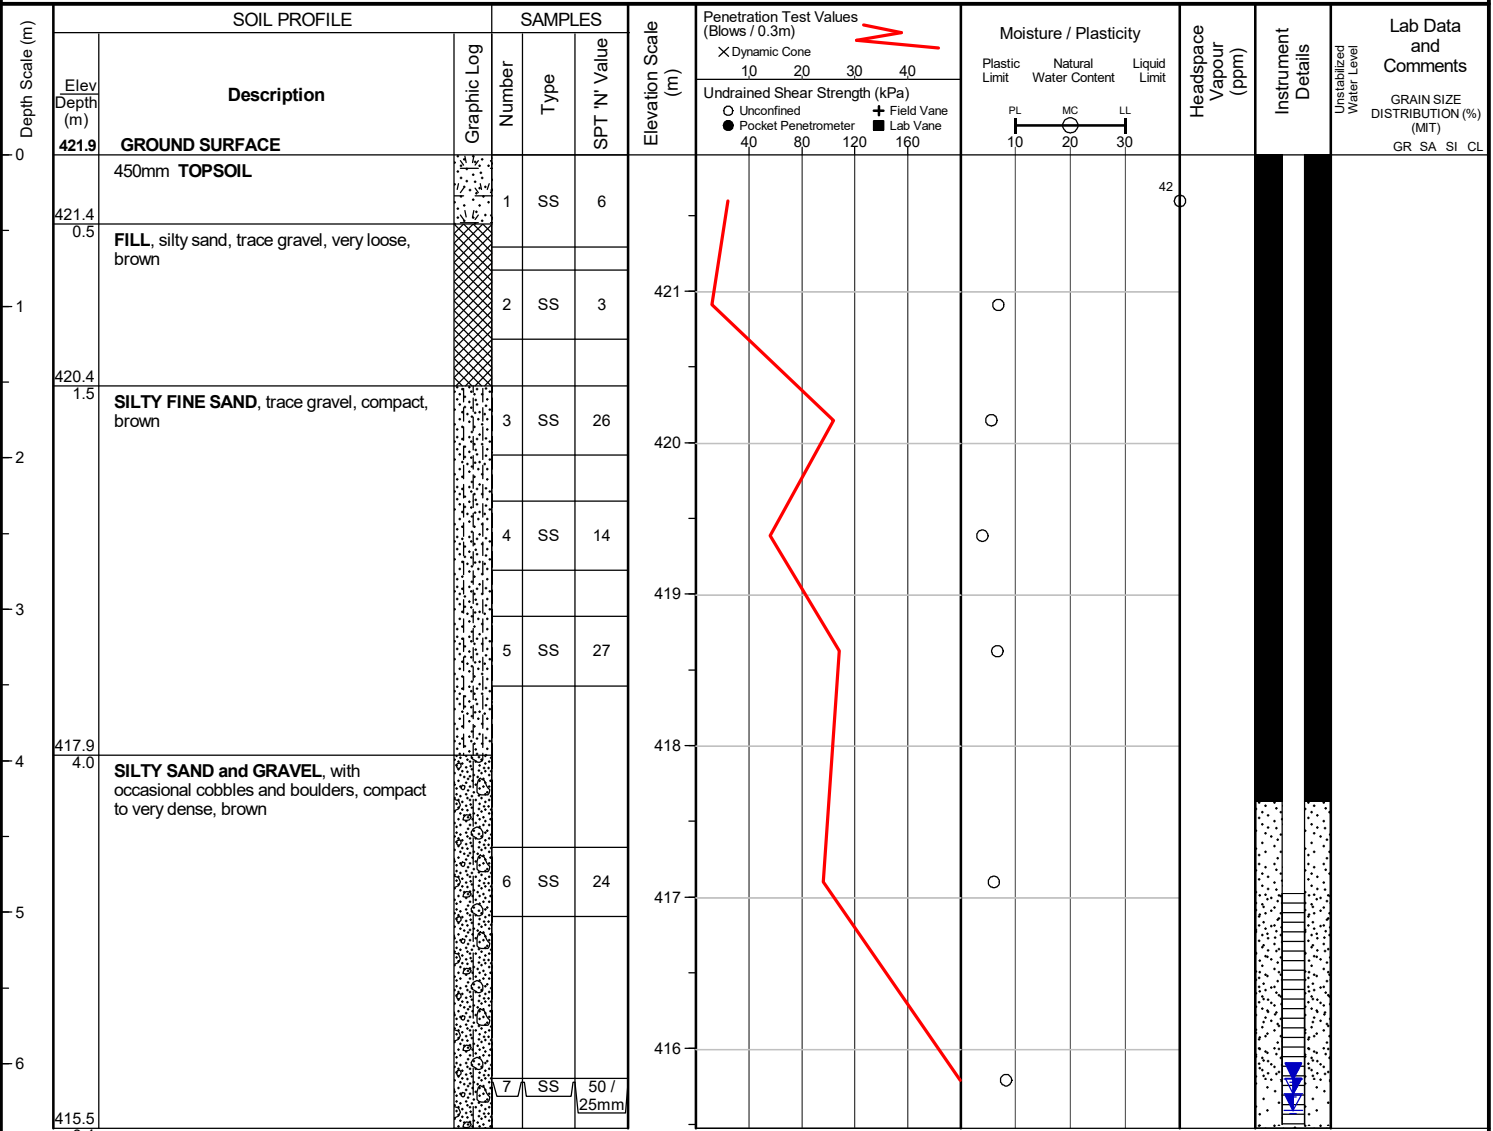 Depth Scale (m)
SOIL PROFILE
Elev
Depth
(m)
Description
Graphic Log
SAMPLES
Number
Type
SPT 'N' Value
Elevation Scale
(m)
Penetration Test Values
(Blows / 0.3m)
Dynamic Cone
10 20 30 40
Undrained Shear Strength (kPa)
Unconfined Field Vane
Pocket Penetrometer Lab Vane
40 80 120 160
Moisture / Plasticity
Plastic
Limit
Natural
Water Content
Liquid
Limit
PL MC LL
10 20 30
Headspace
Vapour
(ppm)
Instrument
Details
Unstabilized
Water Level
Lab Data
and
Comments
GRAIN SIZE
DISTRIBUTION (%)
(MIT)
GR SA SI CL
421.9 GROUND SURFACE
0
450mm TOPSOIL
1 SS 6
42
421.4
0.5
FILL, silty sand, trace gravel, very loose,
brown
421
1
2 SS 3
420.4
1.5
SILTY FINE SAND, trace gravel, compact,
brown
3 SS 26
420
2
4 SS 14
419
3
5 SS 27
417.9
418
4
4.0
SILTY SAND and GRAVEL, with
occasional cobbles and boulders, compact
to very dense, brown
6 SS 24
417
5
416
6
7 SS 50 /
25mm
415.5